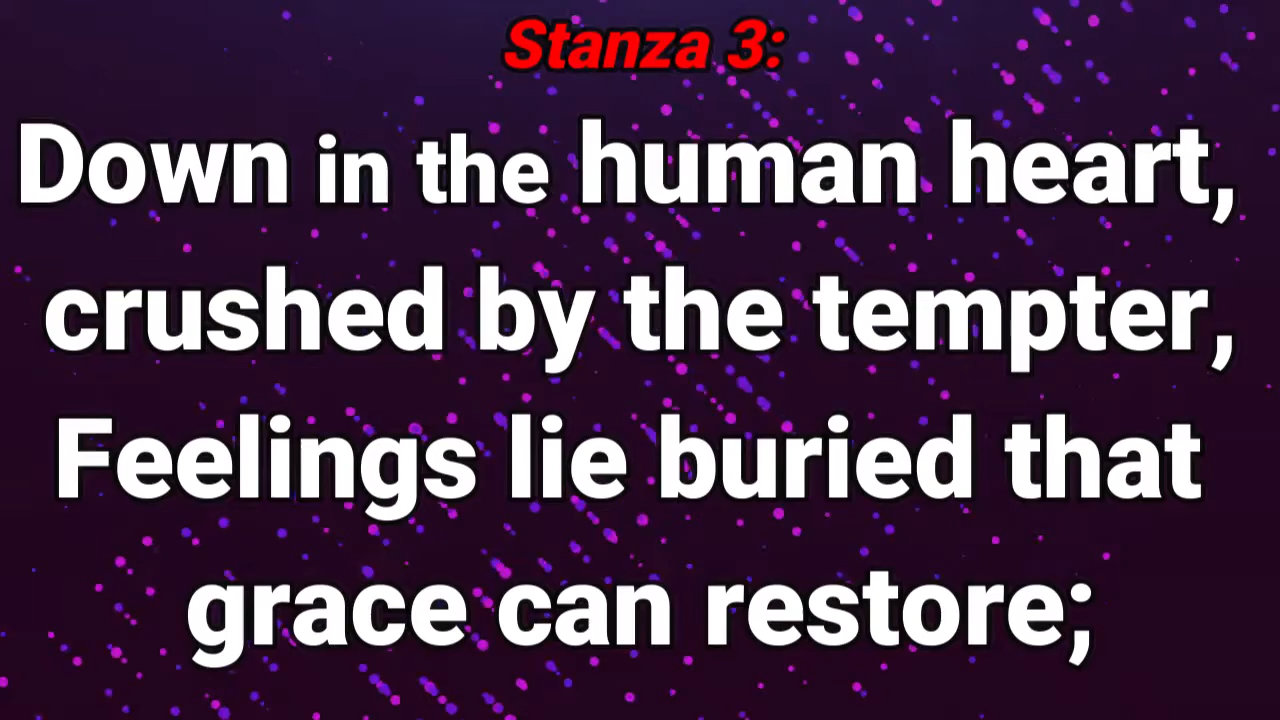 Stanza 3:
Down in the human heart,
crushed by the tempter,
Feelings lie buried that
grace can restore;